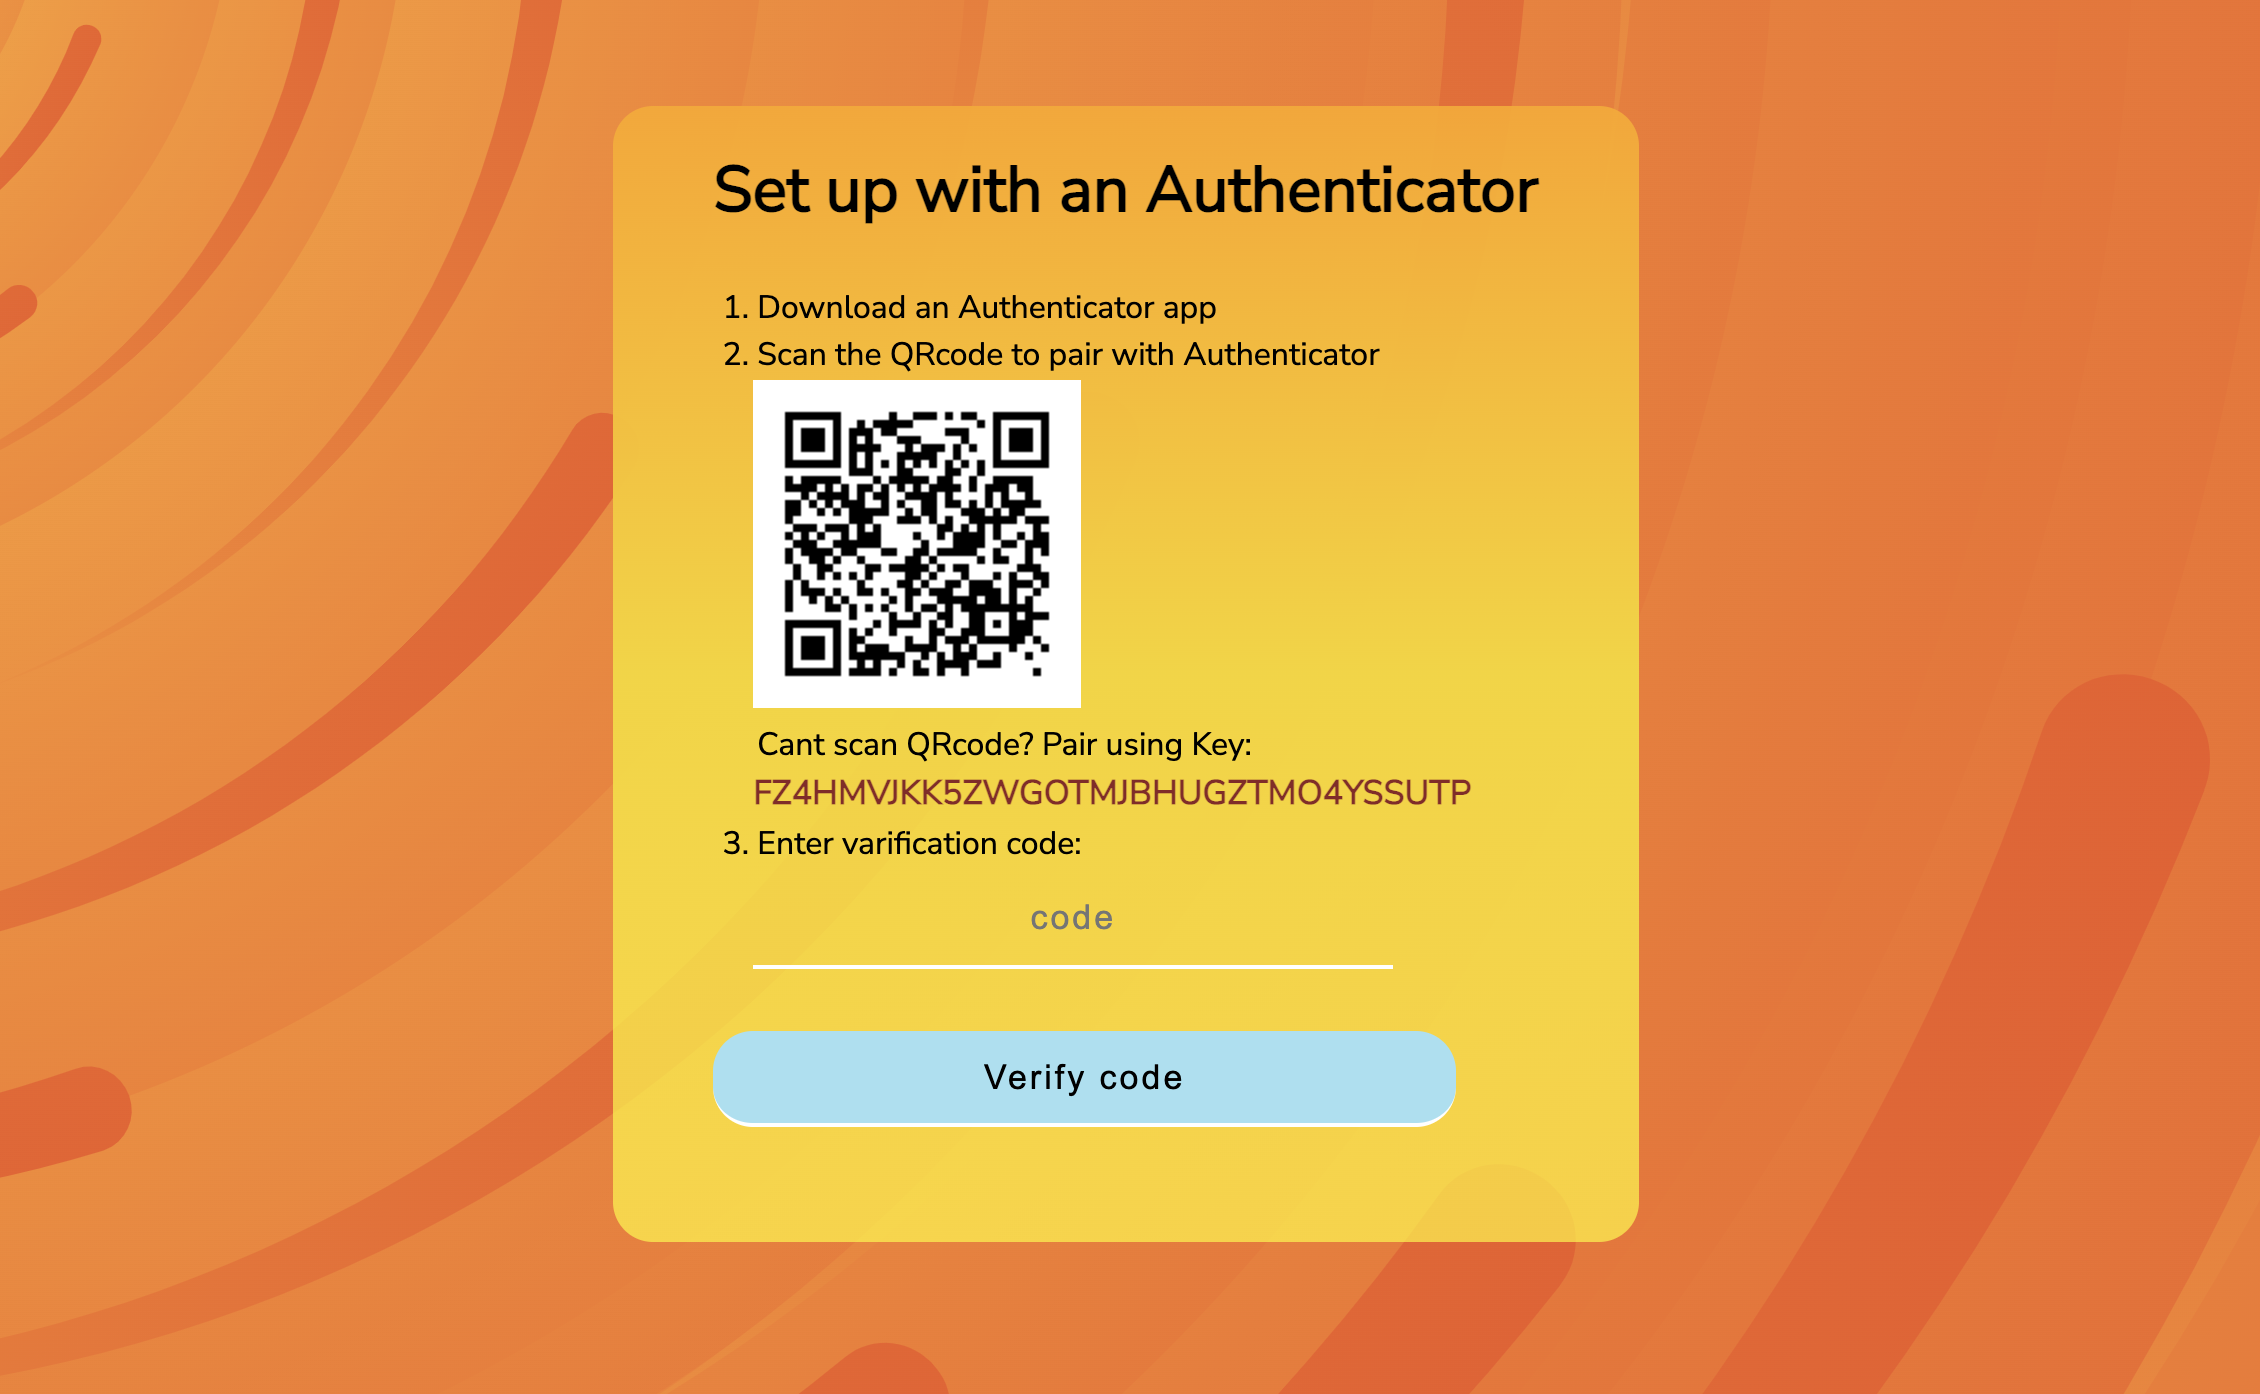 Set up with an Authenticator
1. Download an Authenticator app
2. Scan the QRcode to pair with Authenticator
Cant scan QRcode? Pair using Key:
FZ4HMVJKK5ZWGOTMJBHUGZTMO4YSSUTP
3. Enter varification code:
code
Verify code